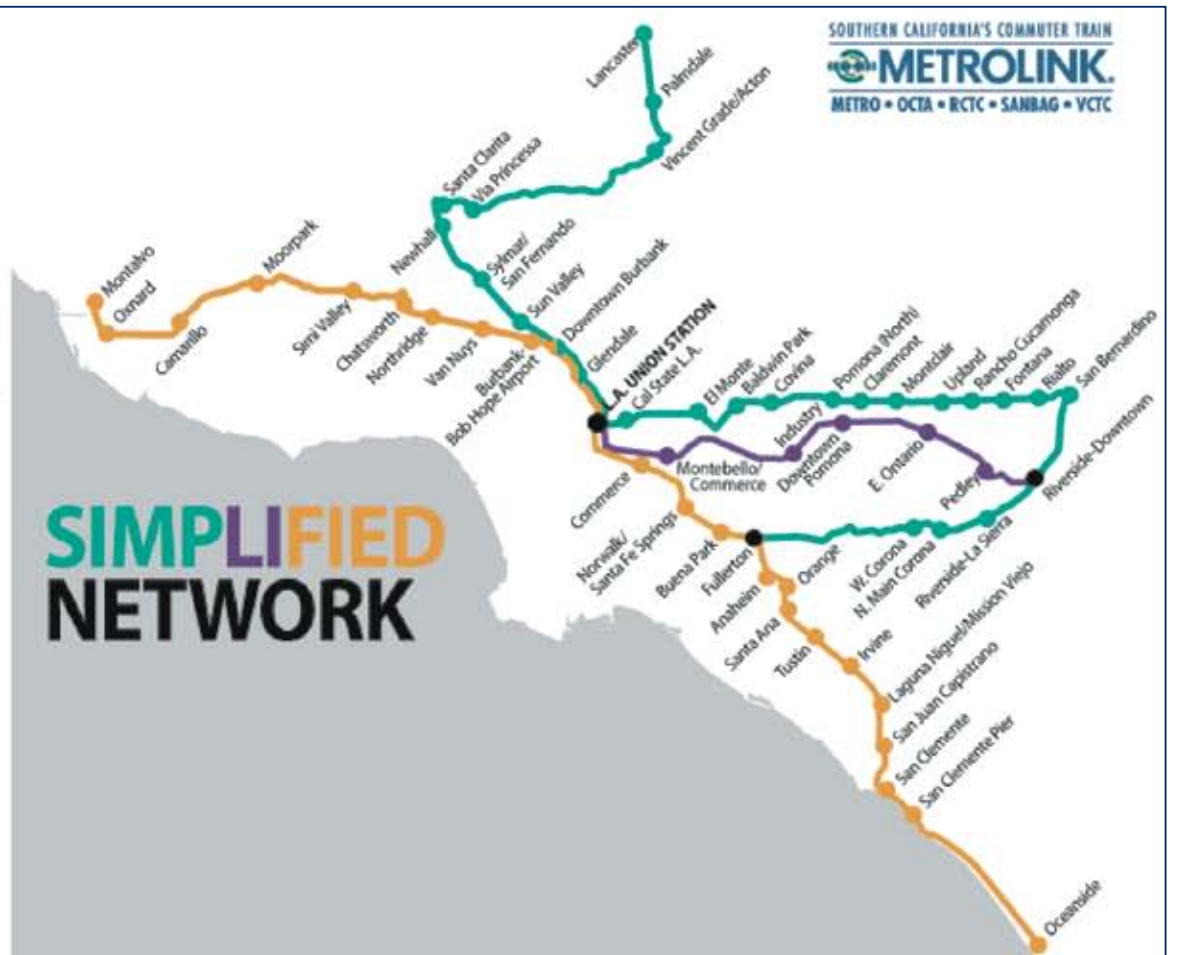 SOUTHERN CALIFORNIA'S COMMUTER TRAIN
METROLINK.
METRO • OCTA • RCTC • SANBAG • VCTC
Lancaster
Palmdale
Vincent Grade/Acton
Santa Clarita
Via Princessa
Newhall
Sylmar/
San Fernando
Sun Valley
Downtown Burbank
Glendale
Montalvo
Oxnard
Camarillo
Moorpark
Simi Valley
Chatsworth
Northridge
Van Nuys
Burbank-
Bob Hope Airport
L.A. UNION STATION
Cal State L.A.
El Monte
Baldwin Park
Covina
Pomona (North)/
Claremont
Montclair
Upland
Rancho Cucamonga
Fontana
Rialto
San Bernardino
Riverside-Downtown
Montebello/
Commerce
Industry
Downtown
Pomona
E. Ontario
Pedley
Commerce
Norwalk/
Santa Fe Springs
Buena Park
Fullerton
W. Corona
N. Main Corona
Riverside-La Sierra
Anaheim
Orange
Santa Ana
Tustin
Irvine
Laguna Niguel/Mission Viejo
San Juan Capistrano
San Clemente
San Clemente Pier
Oceanside
SIMPLIFIED
NETWORK